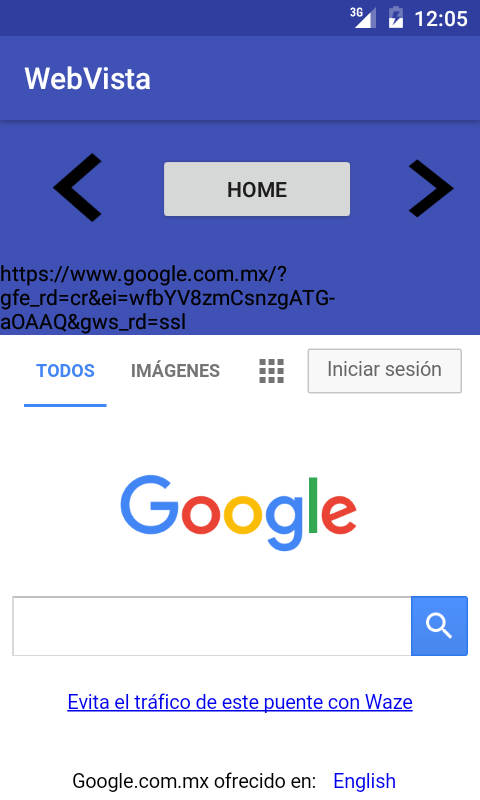 3G 12:05
WebVista
HOME
https://www.google.com.mx/?
gfe_rd=cr&ei=wfbYV8zmCsnzgATG-
aOAAQ&gws_rd=ssl
TODOS IMÁGENES Iniciar sesión
Google
Evita el tráfico de este puente con Waze
Google.com.mx ofrecido en: English